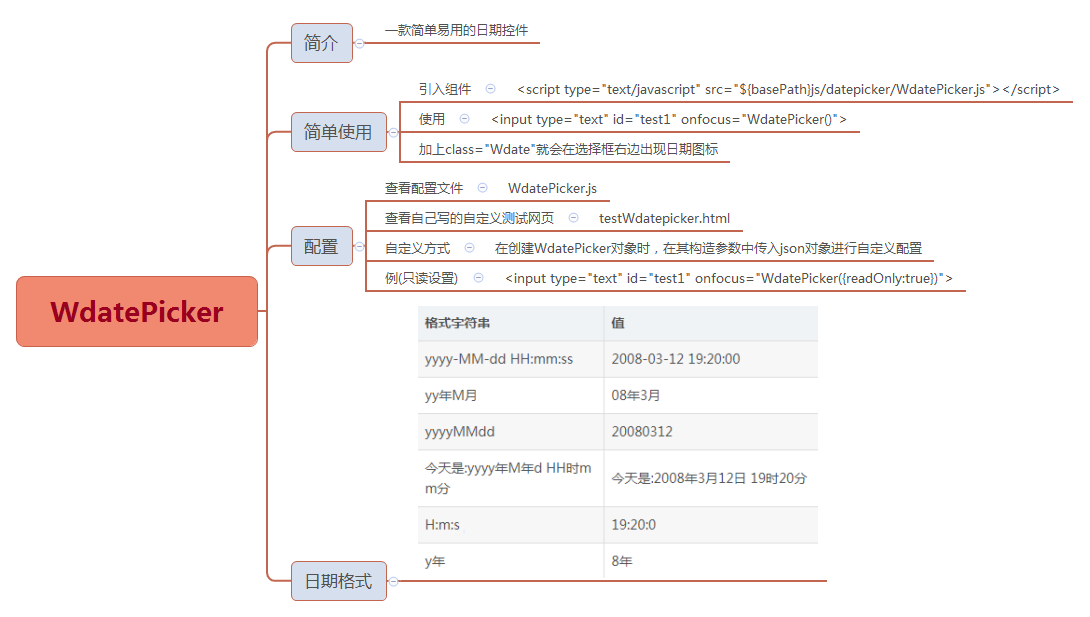 WdatePicker
简介
一款简单易用的日期控件
简单使用
引入组件 <script type="text/javascript" src="${basePath}js/datepicker/WdatePicker.js"></script>
使用 <input type="text" id="test1" onfocus="WdatePicker()">
加上class="Wdate"就会在选择框右边出现日期图标
配置
查看配置文件 WdatePicker.js
查看自己写的自定义测试网页 testWdatepicker.html
自定义方式 在创建WdatePicker对象时，在其构造参数中传入json对象进行自定义配置
例(只读设置) <input type="text" id="test1" onfocus="WdatePicker({readOnly:true})">
日期格式
格式字符串 值
yyyy-MM-dd HH:mm:ss 2008-03-12 19:20:00
yy年M月 08年3月
yyyyMMdd 20080312
今天是:yyyy年M年d HH时m
m分
今天是:2008年3月12日 19时20分
H:m:s 19:20:0
y年 8年